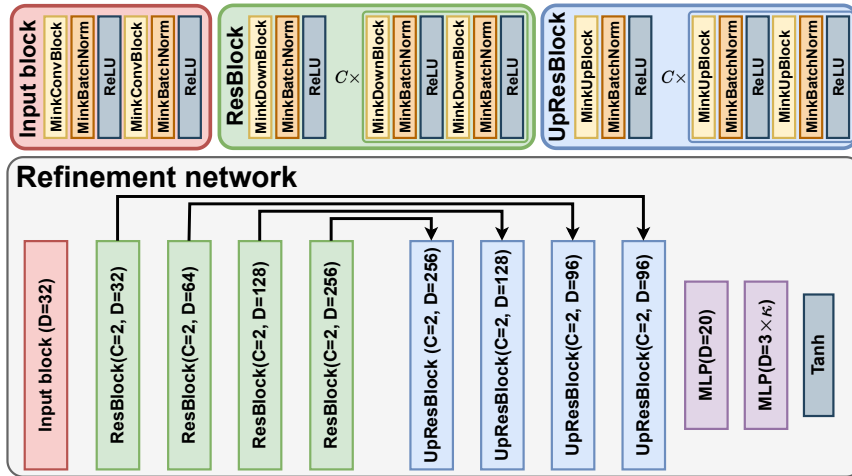 Input block
MinkConvBlock
MinkBatchNorm
ReLU
MinkConvBlock
MinkBatchNorm
ReLU
ResBlock
MinkDownBlock
MinkBatchNorm
ReLU
C×
MinkDownBlock
MinkBatchNorm
ReLU
MinkDownBlock
MinkBatchNorm
ReLU
UpResBlock
MinkUpBlock
MinkBatchNorm
ReLU
C×
MinkUpBlock
MinkBatchNorm
ReLU
MinkUpBlock
MinkBatchNorm
ReLU
Refinement network
Input block (D=32)
ResBlock(C=2, D=32)
ResBlock(C=2, D=64)
ResBlock(C=2, D=128)
ResBlock(C=2, D=256)
UpResBlock (C=2, D=256)
UpResBlock(C=2, D=128)
UpResBlock(C=2, D=96)
UpResBlock(C=2, D=96)
MLP(D=20)
MLP(D=3 × κ)
Tanh